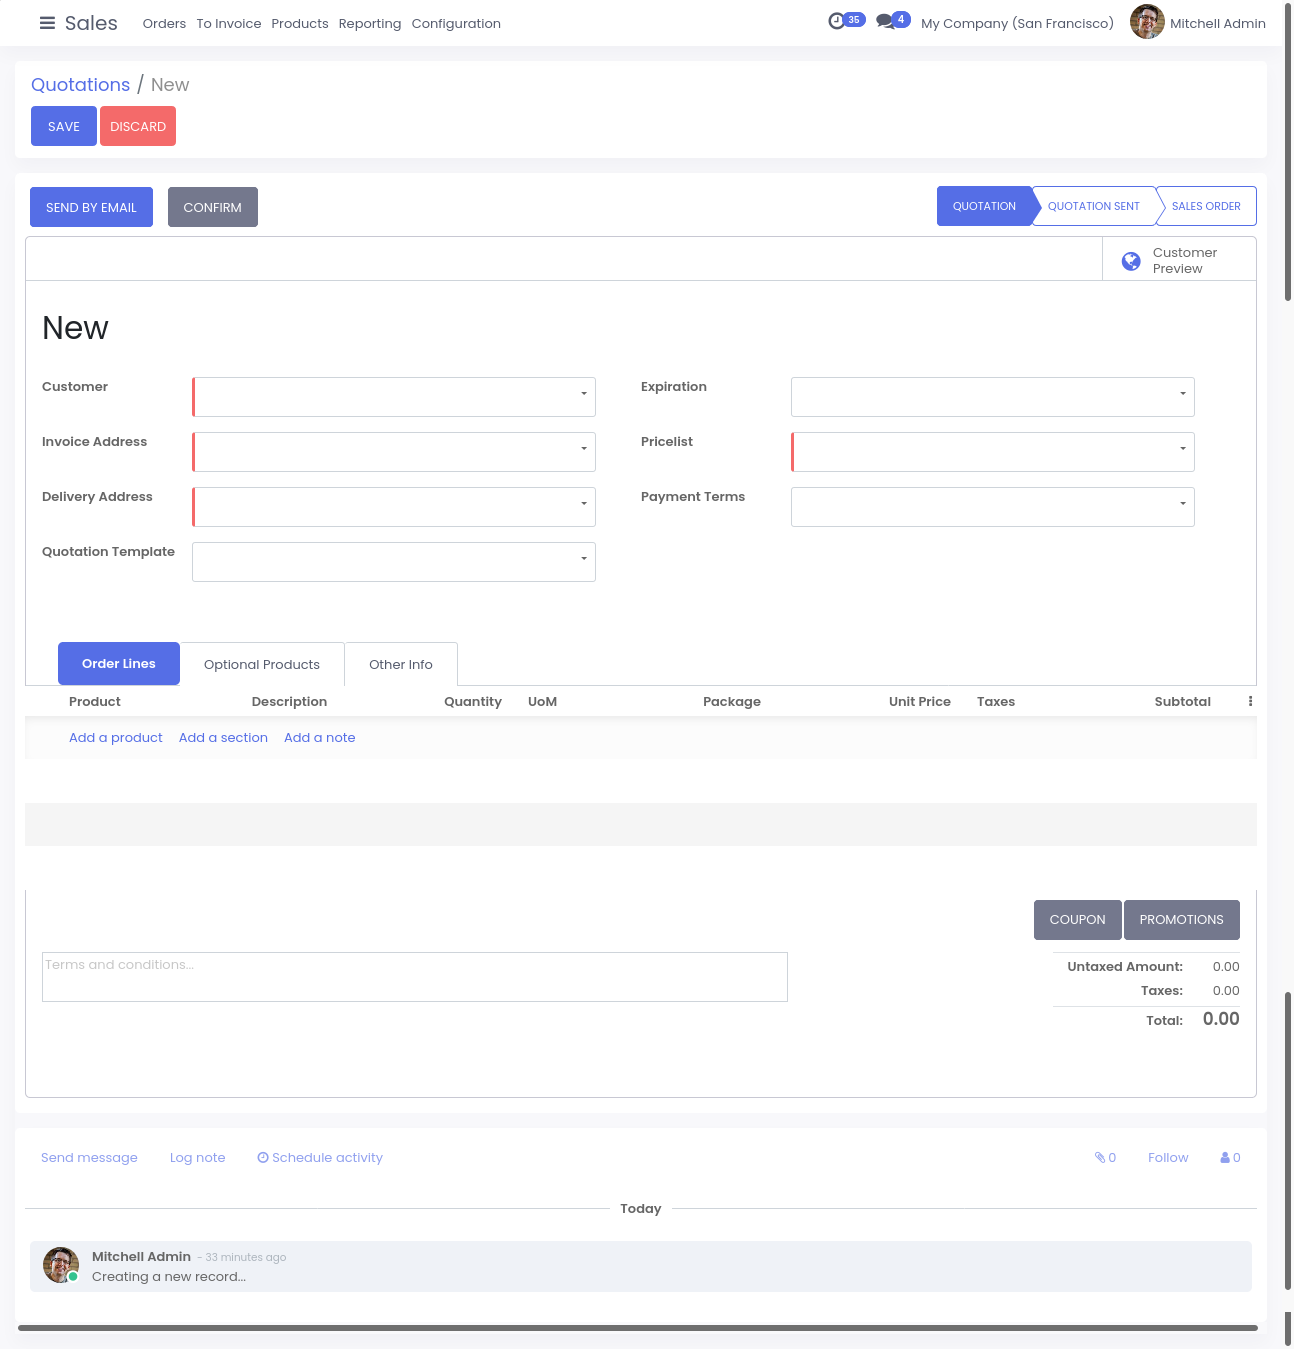 Sales Orders To Invoice Products Reporting Configuration 35 4 My Company (San Francisco) Mitchell Admin
Quotations / New
SAVE DISCARD
SEND BY EMAIL CONFIRM QUOTATION QUOTATION SENT SALES ORDER
Customer
Preview
New
Customer Expiration
Invoice Address Pricelist
Delivery Address Payment Terms
Quotation Template
Order Lines Optional Products Other Info
Product Description Quantity UoM Package Unit Price Taxes Subtotal
Add a product Add a section Add a note
COUPON PROMOTIONS
Terms and conditions...
Untaxed Amount: 0.00
Taxes: 0.00
Total: 0.00
Send message Log note Schedule activity 0 Follow 0
Today
Mitchell Admin - 33 minutes ago
Creating a new record...